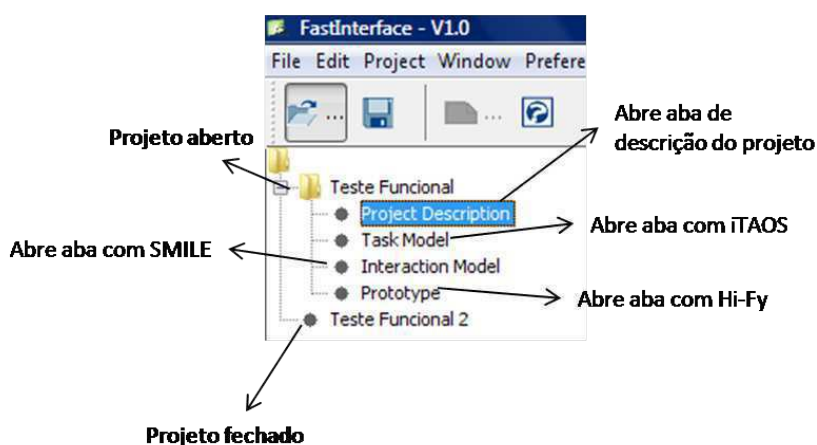 FastInterface - V1.0
File Edit Project Window Prefere
... ...
Abre aba de
descrição do projeto
Projeto aberto
Teste Funcional
Project Description
Task Model
Abre aba com iTAOS
Abre aba com SMILE
Interaction Model
Prototype
Abre aba com Hi-Fy
Teste Funcional 2
Projeto fechado